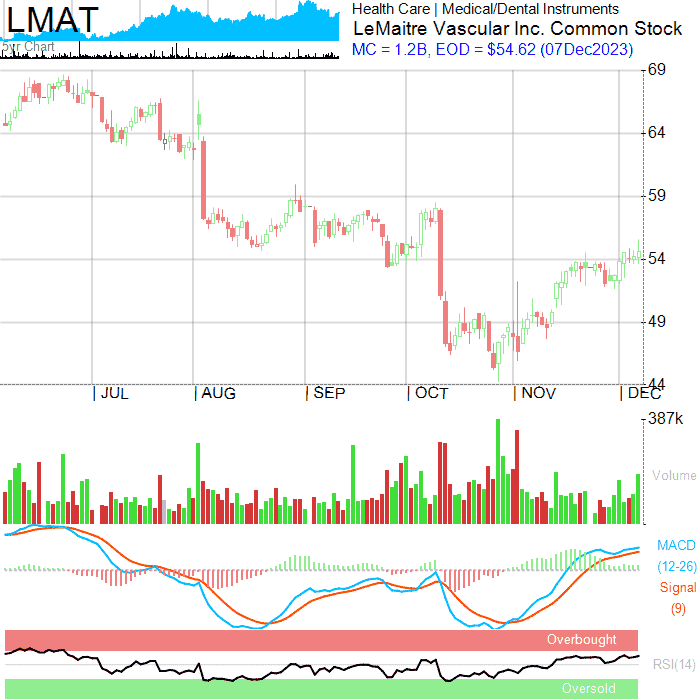 LMAT
5yr Chart
Health Care | Medical/Dental Instruments
LeMaitre Vascular Inc. Common Stock
MC = 1.2B, EOD = $54.62 (07Dec2023)
69
64
59
54
49
44
| JUL | AUG | SEP | OCT | NOV | DEC
387k
Volume
MACD
(12-26)
Signal
(9)
Overbought
RSI(14)
Oversold